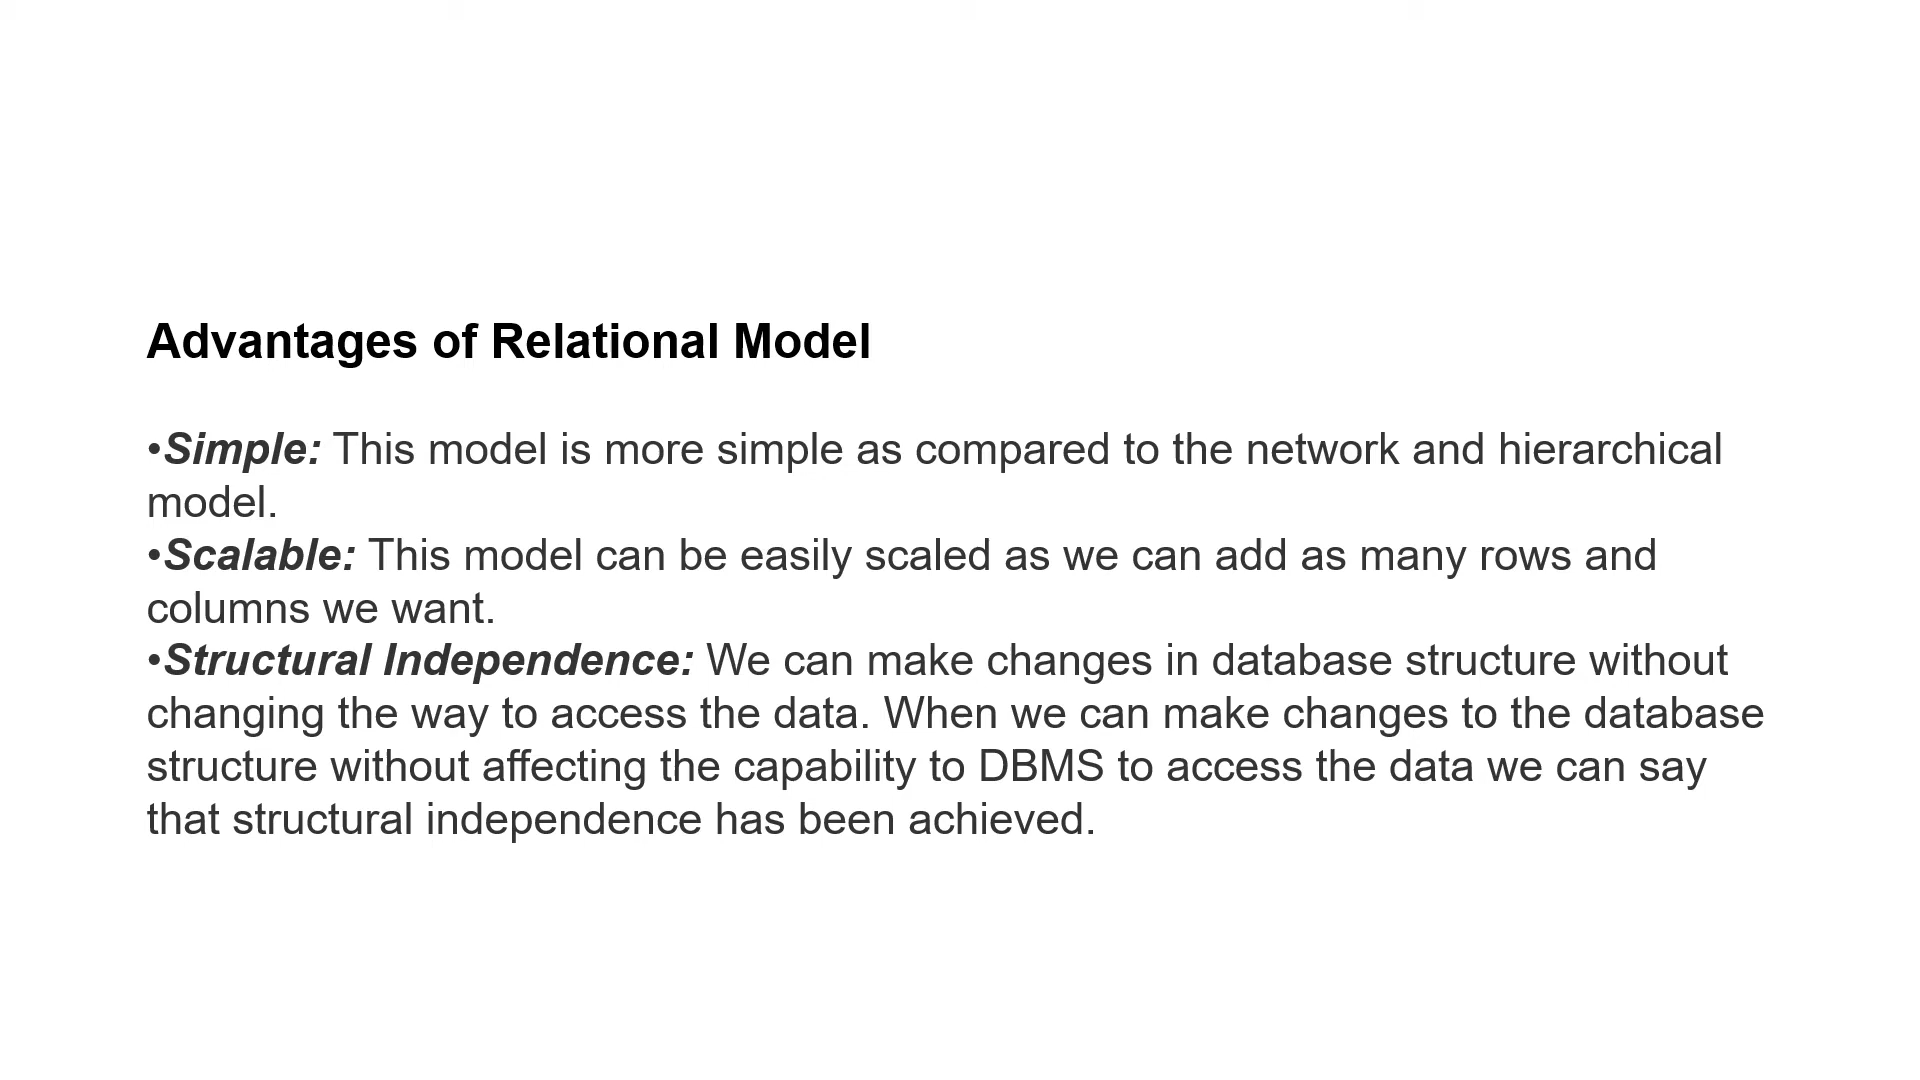 Advantages of Relational Model
•Simple: This model is more simple as compared to the network and hierarchical
model.
•Scalable: This model can be easily scaled as we can add as many rows and
columns we want.
•Structural Independence: We can make changes in database structure without
changing the way to access the data. When we can make changes to the database
structure without affecting the capability to DBMS to access the data we can say
that structural independence has been achieved.